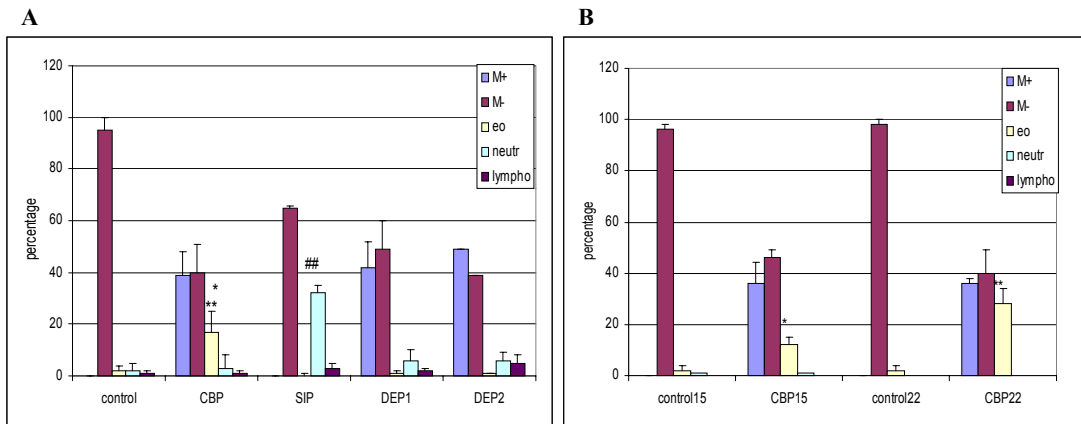 A
120
100
80
60
40
20
0
percentage
M+
M-
eo
neutr
lympho
*
**
##
control CBP SIP DEP1 DEP2
B
120
100
80
60
40
20
0
percentage
M+
M-
eo
neutr
lympho
*
**
control15 CBP15 control22 CBP22